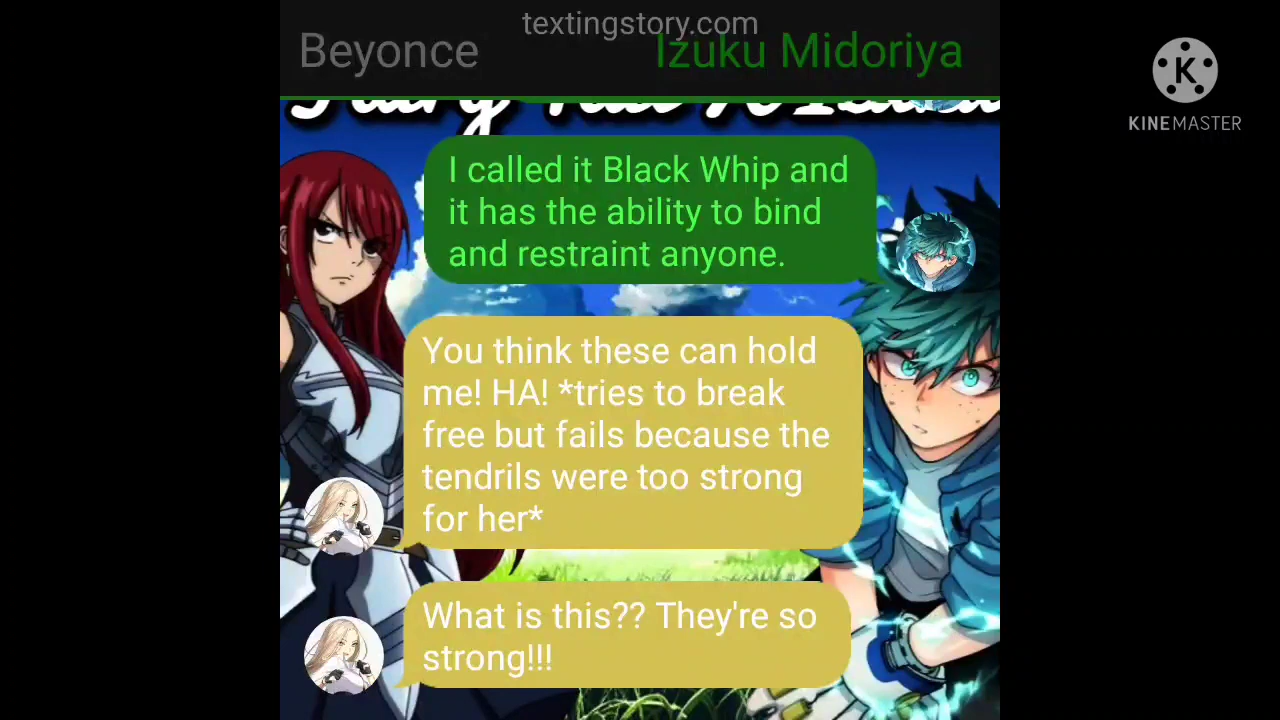 textingstory.com
Beyonce
Izuku Midoriya
K
KINEMASTER
I called it Black Whip and
it has the ability to bind
and restraint anyone.
You think these can hold
me! HA! *tries to break
free but fails because the
tendrils were too strong
for her*
What is this?? They're so
strong!!!